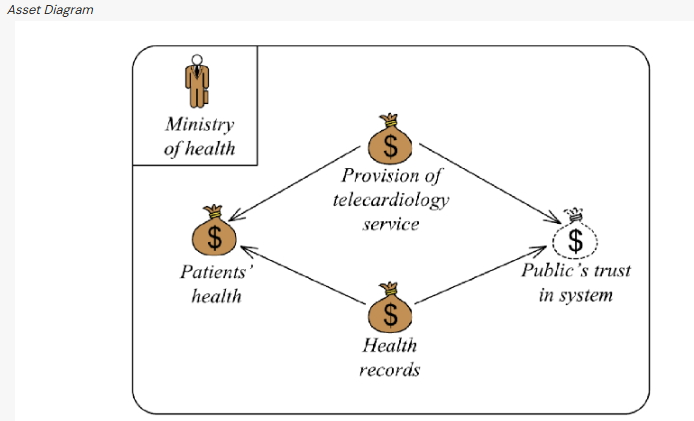 Asset Diagram
Ministry
of health
$
Provision of
telecardiology
service
$
Patients'
health
$
Public's trust
in system
$
Health
records